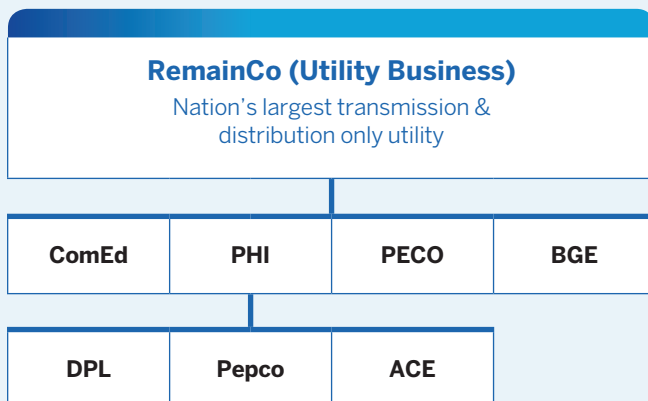 RemainCo (Utility Business)
Nation’s largest transmission &
distribution only utility
ComEd
PHI
PECO
BGE
DPL
Pepco
ACE